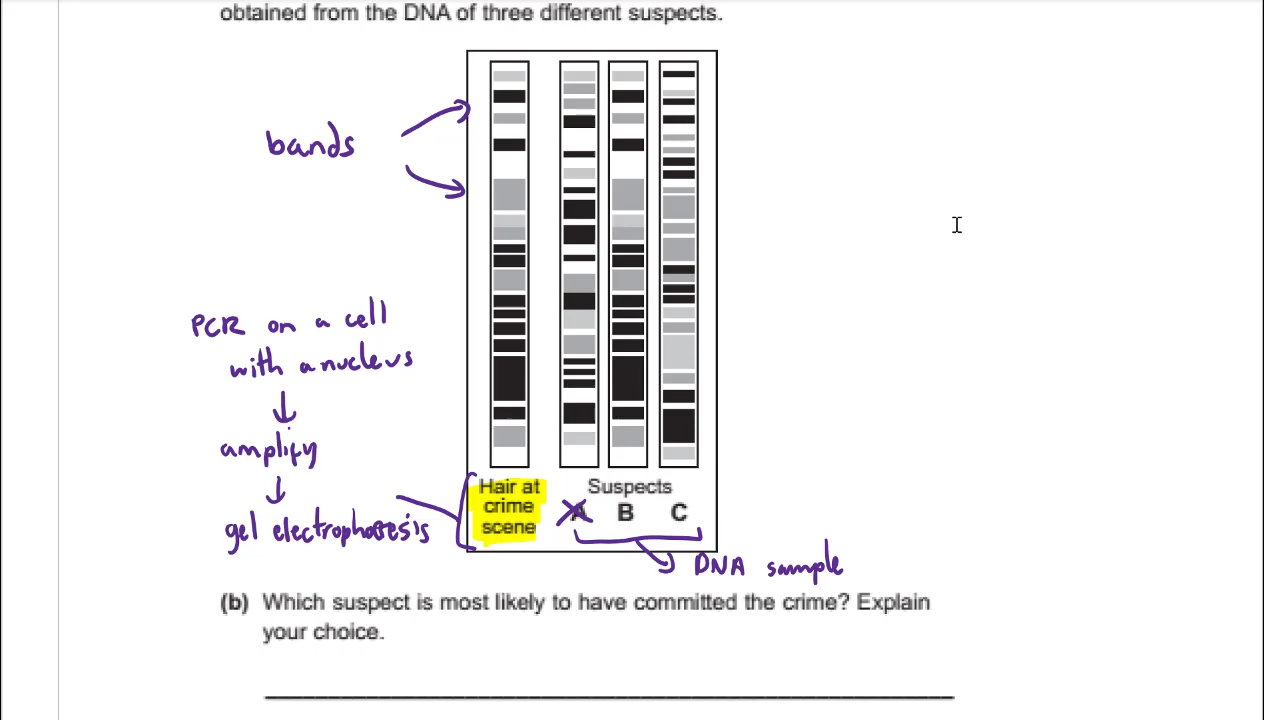 obtained from the DNA of three different suspects.
bands
PCR on a cell
with a nucleus
amplify
gel electrophoresis
Hair at
crime
scene
Suspects
A B C
DNA sample
(b) Which suspect is most likely to have committed the crime? Explain
your choice.